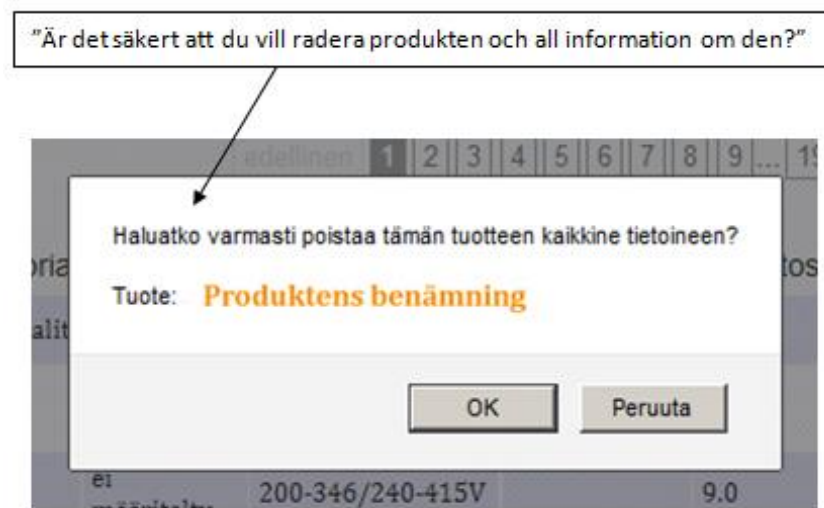 ”Är det säkert att du vill radera produkten och all information om den?”
edellinen 1 2 3 4 5 6 7 8 9 ...
Haluatko varmasti poistaa tämän tuotteen kaikkine tietoineen?
Tuote: Produktens benämning
OK Peruuta
ei 200-346/240-415V 9.0